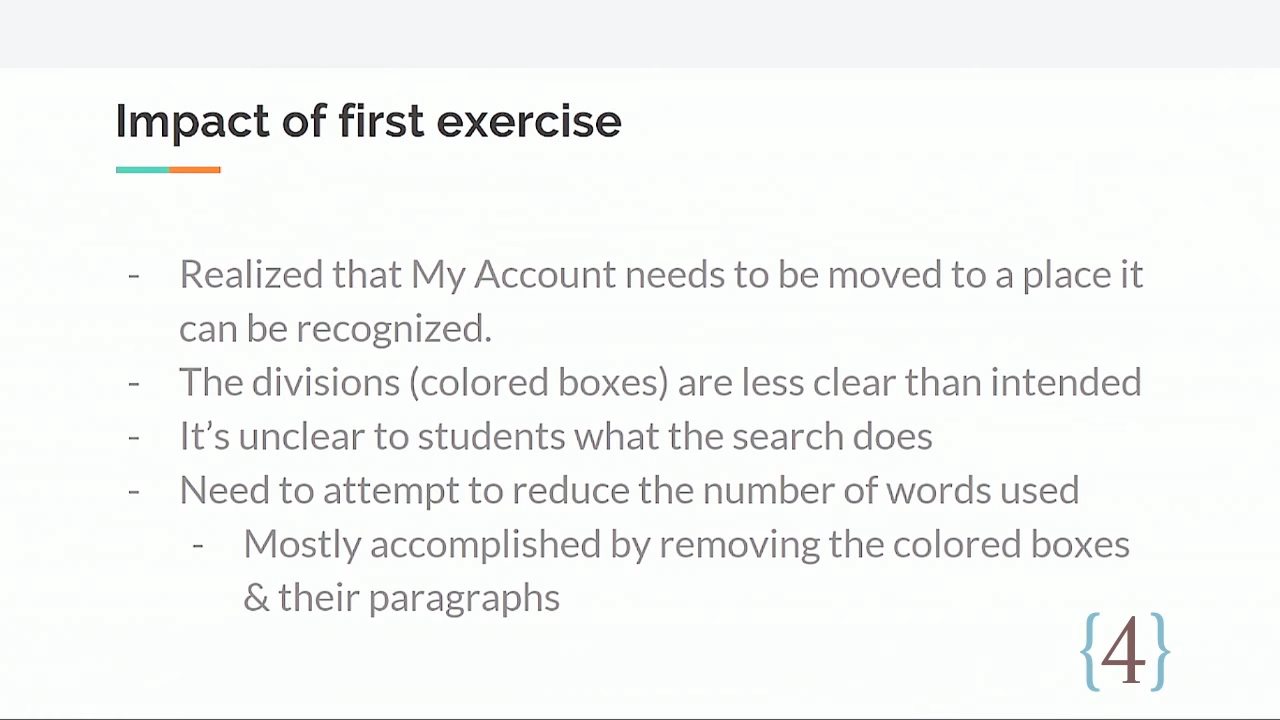 Impact of first exercise
- Realized that My Account needs to be moved to a place it
can be recognized.
- The divisions (colored boxes) are less clear than intended
- It’s unclear to students what the search does
- Need to attempt to reduce the number of words used
- Mostly accomplished by removing the colored boxes
& their paragraphs
{4}